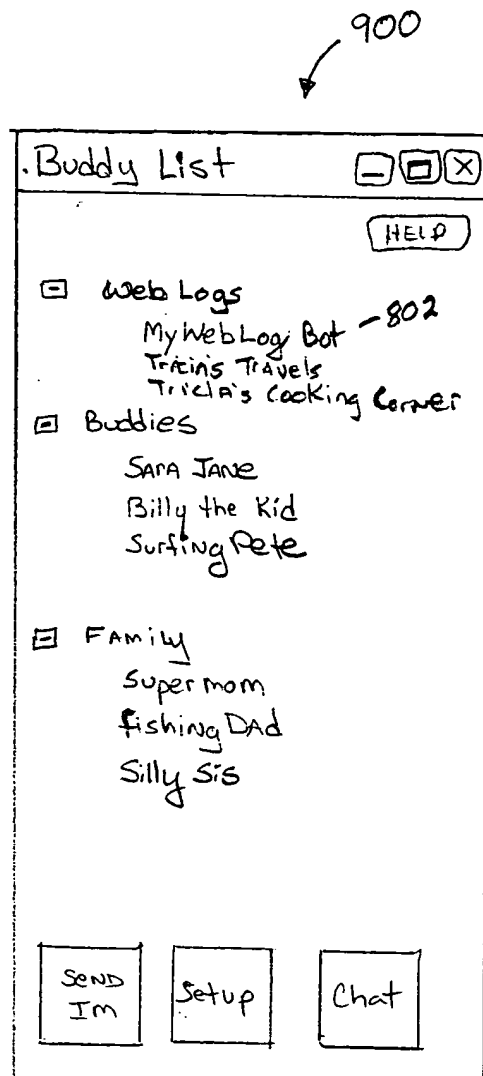 900
Buddy List
HELP
Web Logs
MyWebLog Bot - 802
Tricia's Travels
Tricia's Cooking Corner
Buddies
Sara Jane
Billy the Kid
Surfing Pete
Family
Supermom
fishing Dad
Silly Sis
Send
Im
Setup
Chat